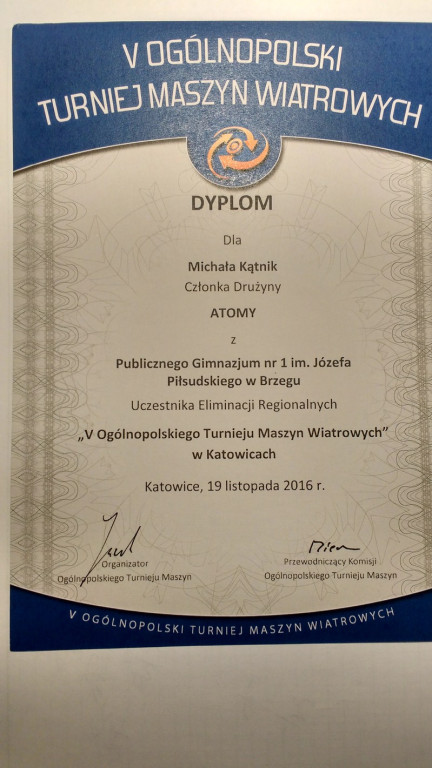 V OGÓLNOPOLSKI
TURNIEJ MASZYN WIATROWYCH
DYPLOM
Dla
Michała Kątnik
Członka Drużyny
ATOMY
z
Publicznego Gimnazjum nr 1 im. Józefa
Piłsudskiego w Brzegu
Uczestnika Eliminacji Regionalnych
„V Ogólnopolskiego Turnieju Maszyn Wiatrowych”
w Katowicach
Katowice, 19 listopada 2016 r.
Organizator
Ogólnopolskiego Turnieju Maszyn
Przewodniczący Komisji
Ogólnopolskiego Turnieju Maszyn
V OGÓLNOPOLSKI TURNIEJ MASZYN WIATROWYCH